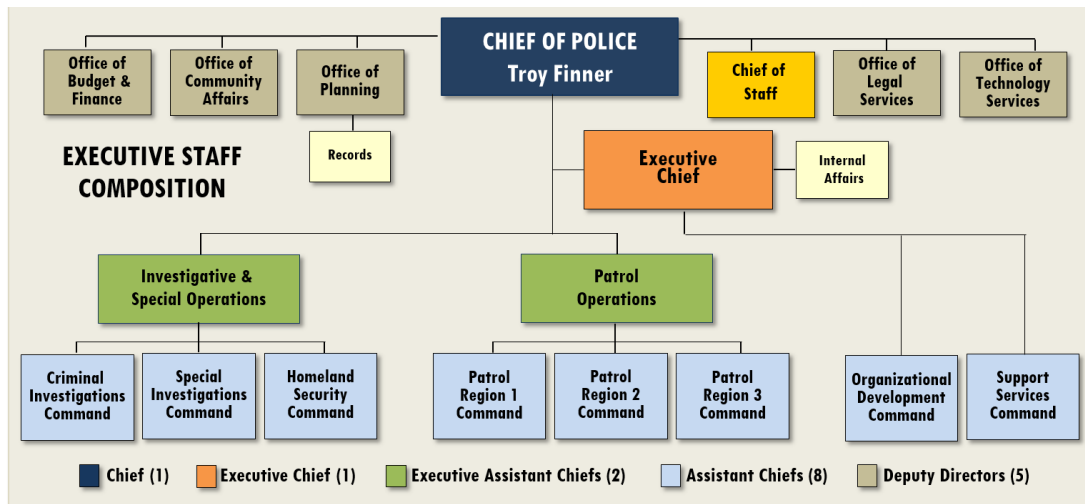 CHIEF OF POLICE
Troy Finner
Office of
Budget &
Finance
Office of
Community
Affairs
Office of
Planning
Chief of
Staff
Office of
Legal
Services
Office of
Technology
Services
Records
EXECUTIVE STAFF
COMPOSITION
Executive
Chief
Internal
Affairs
Investigative &
Special Operations
Patrol
Operations
Criminal
Investigations
Command
Special
Investigations
Command
Homeland
Security
Command
Patrol
Region 1
Command
Patrol
Region 2
Command
Patrol
Region 3
Command
Organizational
Development
Command
Support
Services
Command
Chief (1)
Executive Chief (1)
Executive Assistant Chiefs (2)
Assistant Chiefs (8)
Deputy Directors (5)